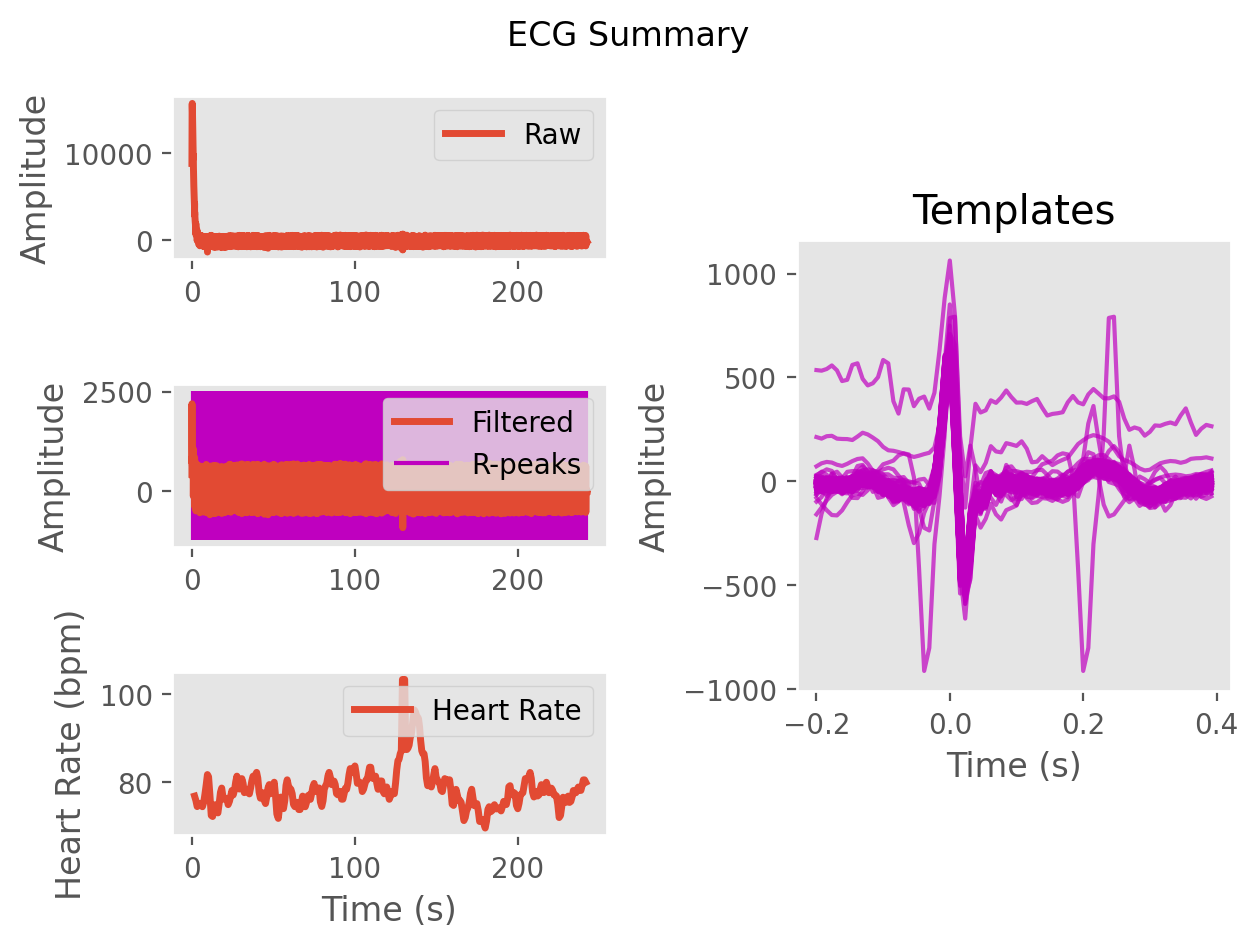 ECG Summary
Amplitude
10000
0
Raw
0 100 200
Amplitude
2500
0
Filtered
R-peaks
0 100 200
Heart Rate (bpm)
100
80
Heart Rate
0 100 200
Time (s)
Templates
Amplitude
1000
500
0
−500
−1000
−0.2 0.0 0.2 0.4
Time (s)